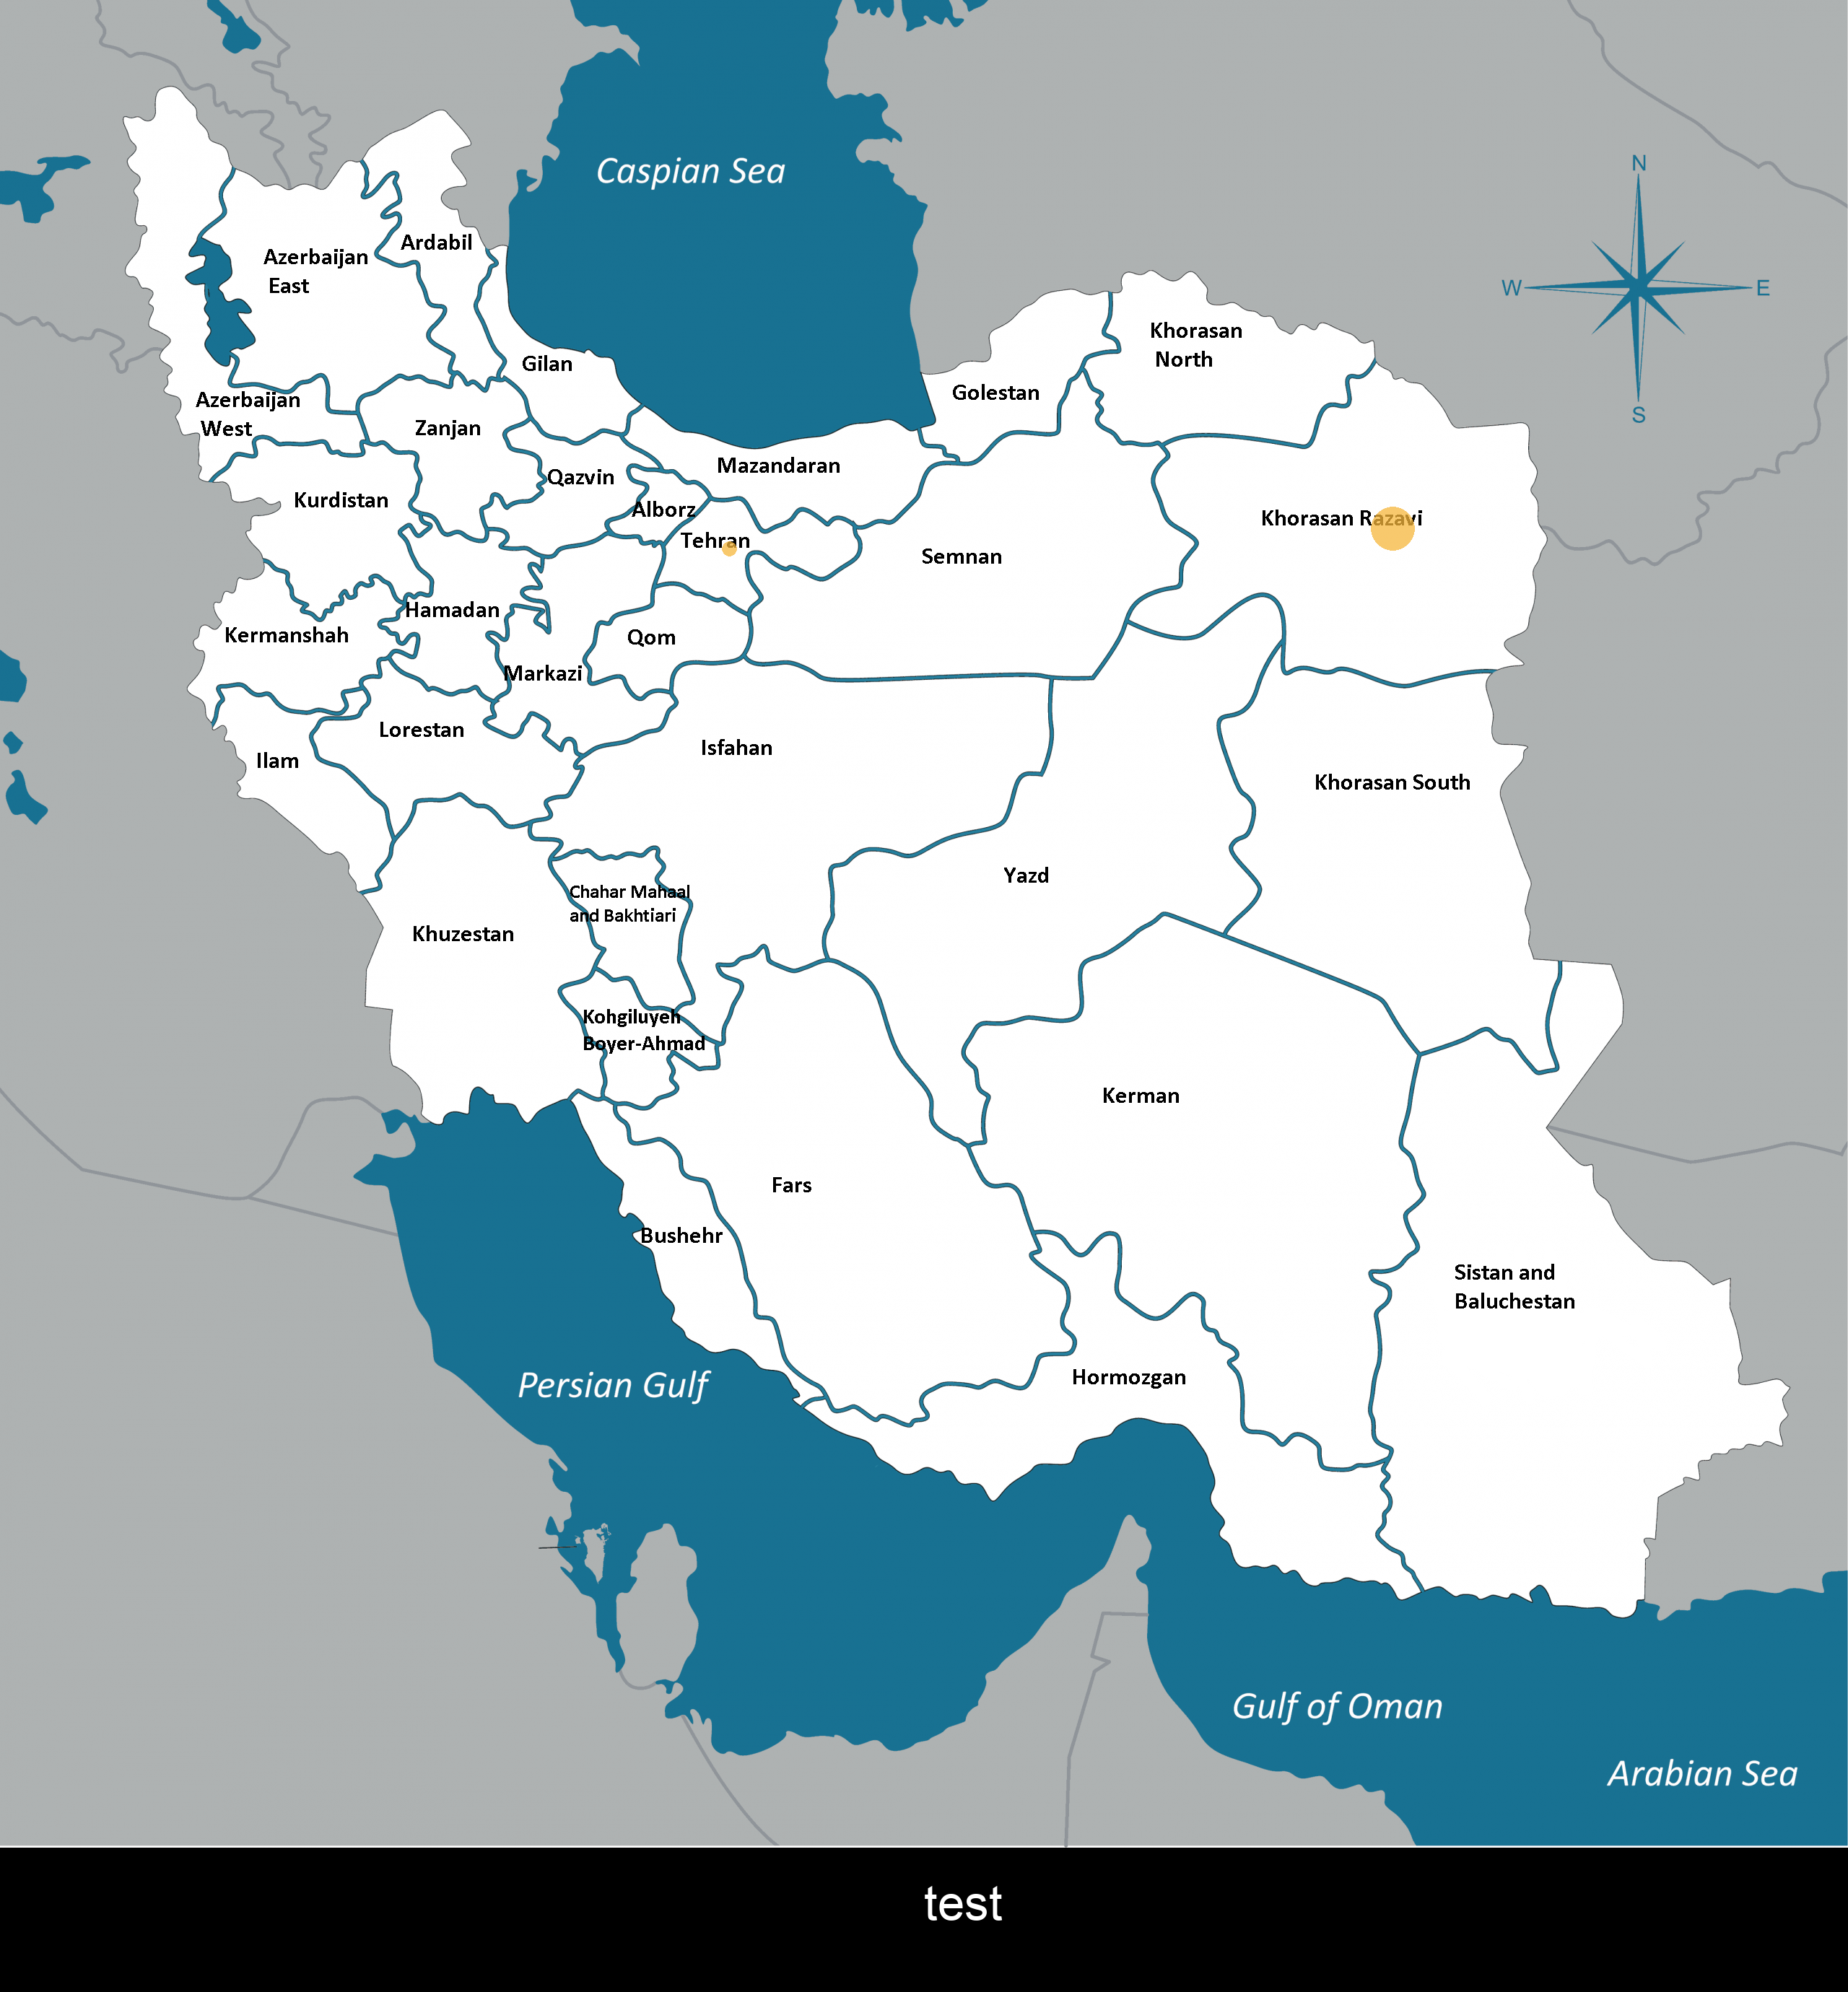 Caspian Sea
N
W
E
S
Ardabil
Azerbaijan
East
Khorasan
North
Gilan
Golestan
Azerbaijan
West
Zanjan
Mazandaran
Qazvin
Kurdistan
Alborz
Khorasan Razavi
Tehran
Semnan
Hamadan
Kermanshah
Qom
Markazi
Lorestan
Isfahan
Ilam
Khorasan South
Yazd
Chahar Mahaal
and Bakhtiari
Khuzestan
Kohgiluyeh
Boyer-Ahmad
Kerman
Fars
Bushehr
Sistan and
Baluchestan
Hormozgan
Persian Gulf
Gulf of Oman
Arabian Sea
test